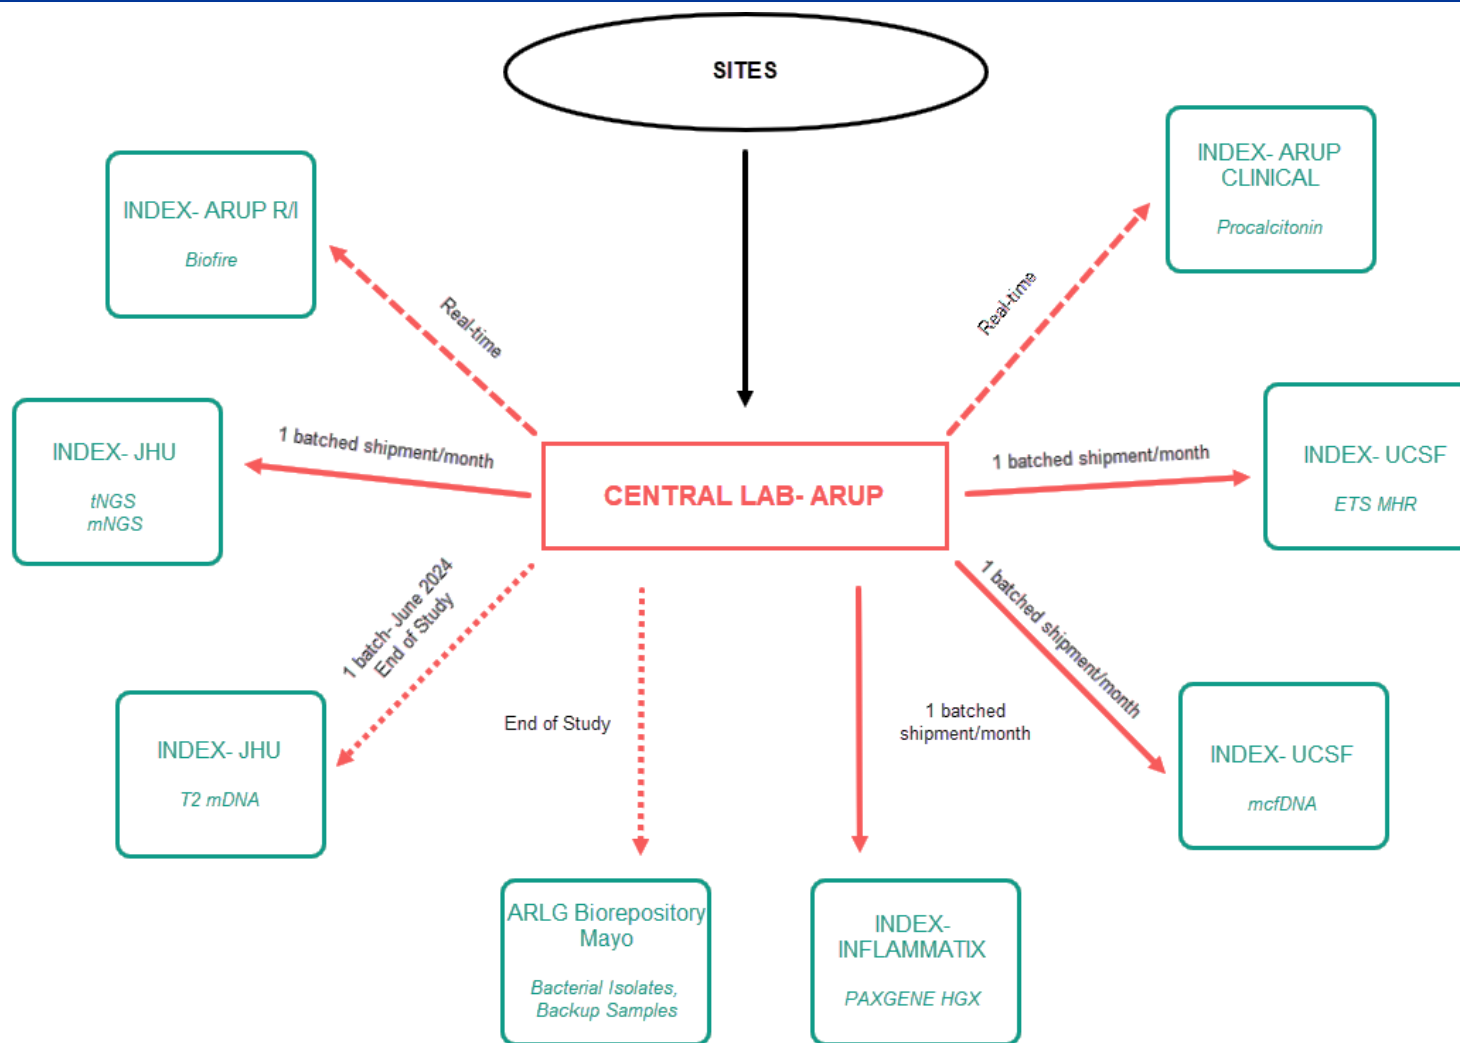 SITES
INDEX- ARUP
CLINICAL
Procalcitonin
INDEX- ARUP R/I
Biofire
Real-time
Real-time
INDEX- JHU
tNGS
mNGS
1 batched shipment/month
CENTRAL LAB- ARUP
1 batched shipment/month
INDEX- UCSF
ETS MHR
1 batch- June 2024
End of Study
1 batched shipment/month
INDEX- JHU
T2 mDNA
End of Study
1 batched
shipment/month
INDEX- UCSF
mcfDNA
ARLG Biorepository
Mayo
Bacterial Isolates,
Backup Samples
INDEX-
INFLAMMATIX
PAXGENE HGX